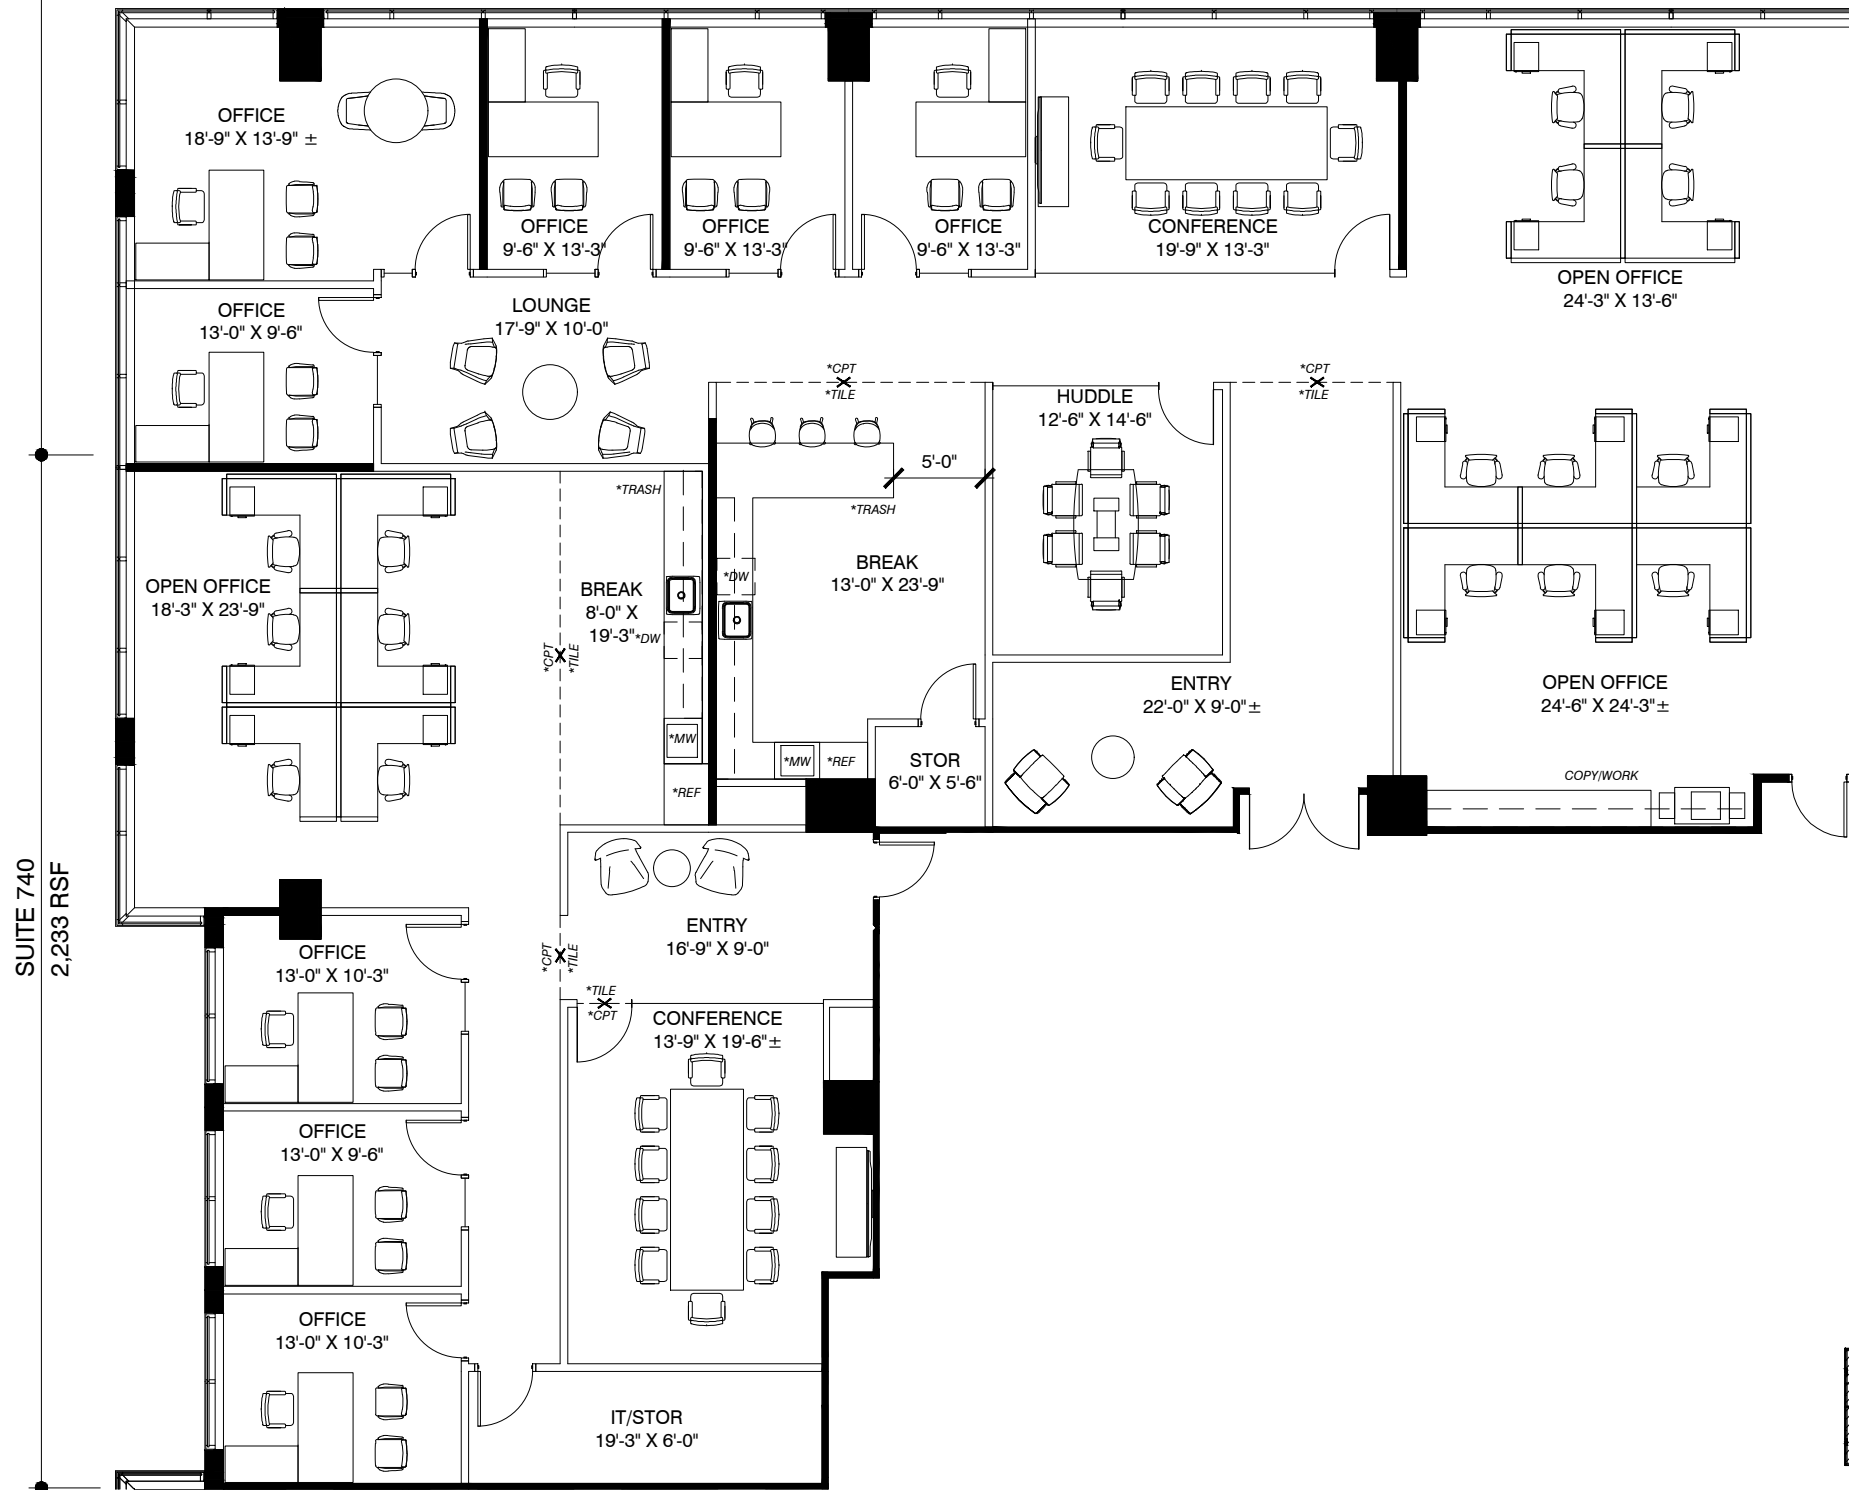 OFFICE
18'-9" X 13'-9" ±
OFFICE
9'-6" X 13'-3"
OFFICE
9'-6" X 13'-3"
OFFICE
9'-6" X 13'-3"
CONFERENCE
19'-9" X 13'-3"
OPEN OFFICE
24'-3" X 13'-6"
OFFICE
13'-0" X 9'-6"
LOUNGE
17'-9" X 10'-0"
*CPT
*TILE
HUDDLE
12'-6" X 14'-6"
*CPT
*TILE
5'-0"
*TRASH
*TRASH
OPEN OFFICE
18'-3" X 23'-9"
BREAK
8'-0" X
19'-3"
*DW
*CPT
*TILE
*MW
*REF
*DW
BREAK
13'-0" X 23'-9"
*MW
*REF
STOR
6'-0" X 5'-6"
ENTRY
22'-0" X 9'-0"±
OPEN OFFICE
24'-6" X 24'-3"±
COPY/WORK
SUITE 740
2,233 RSF
ENTRY
16'-9" X 9'-0"
*CPT
*TILE
*TILE
*CPT
OFFICE
13'-0" X 10'-3"
CONFERENCE
13'-9" X 19'-6"±
OFFICE
13'-0" X 9'-6"
OFFICE
13'-0" X 10'-3"
IT/STOR
19'-3" X 6'-0"